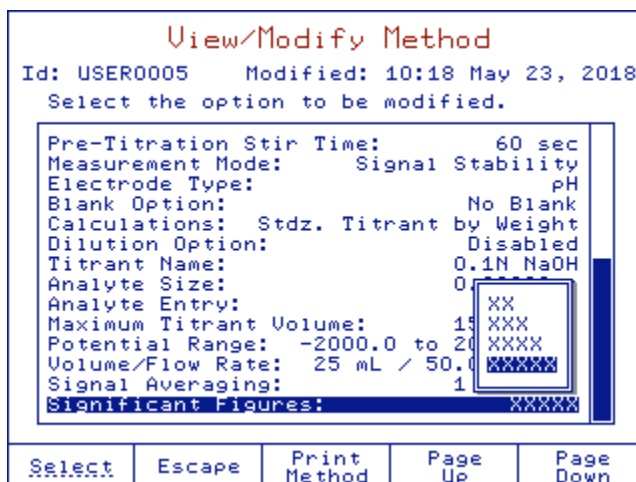 View/Modify Method
Id: USER0005 Modified: 10:18 May 23, 2018
Select the option to be modified.
Pre-Titration Stir Time: 60 sec
Measurement Mode: Signal Stability
Electrode Type: pH
Blank Option: No Blank
Calculations: Stdz. Titrant by Weight
Dilution Option: Disabled
Titrant Name: 0.1N NaOH
Analyte Size:
Analyte Entry:
XX
Maximum Titrant Volume:
XXX
Potential Range: -2000.0 to
XXXX
Volume/Flow Rate: 25 mL /
XXXXX
Signal Averaging: 1
Significant Figures: XXXXX
Select Escape Print Method Page Up Page Down